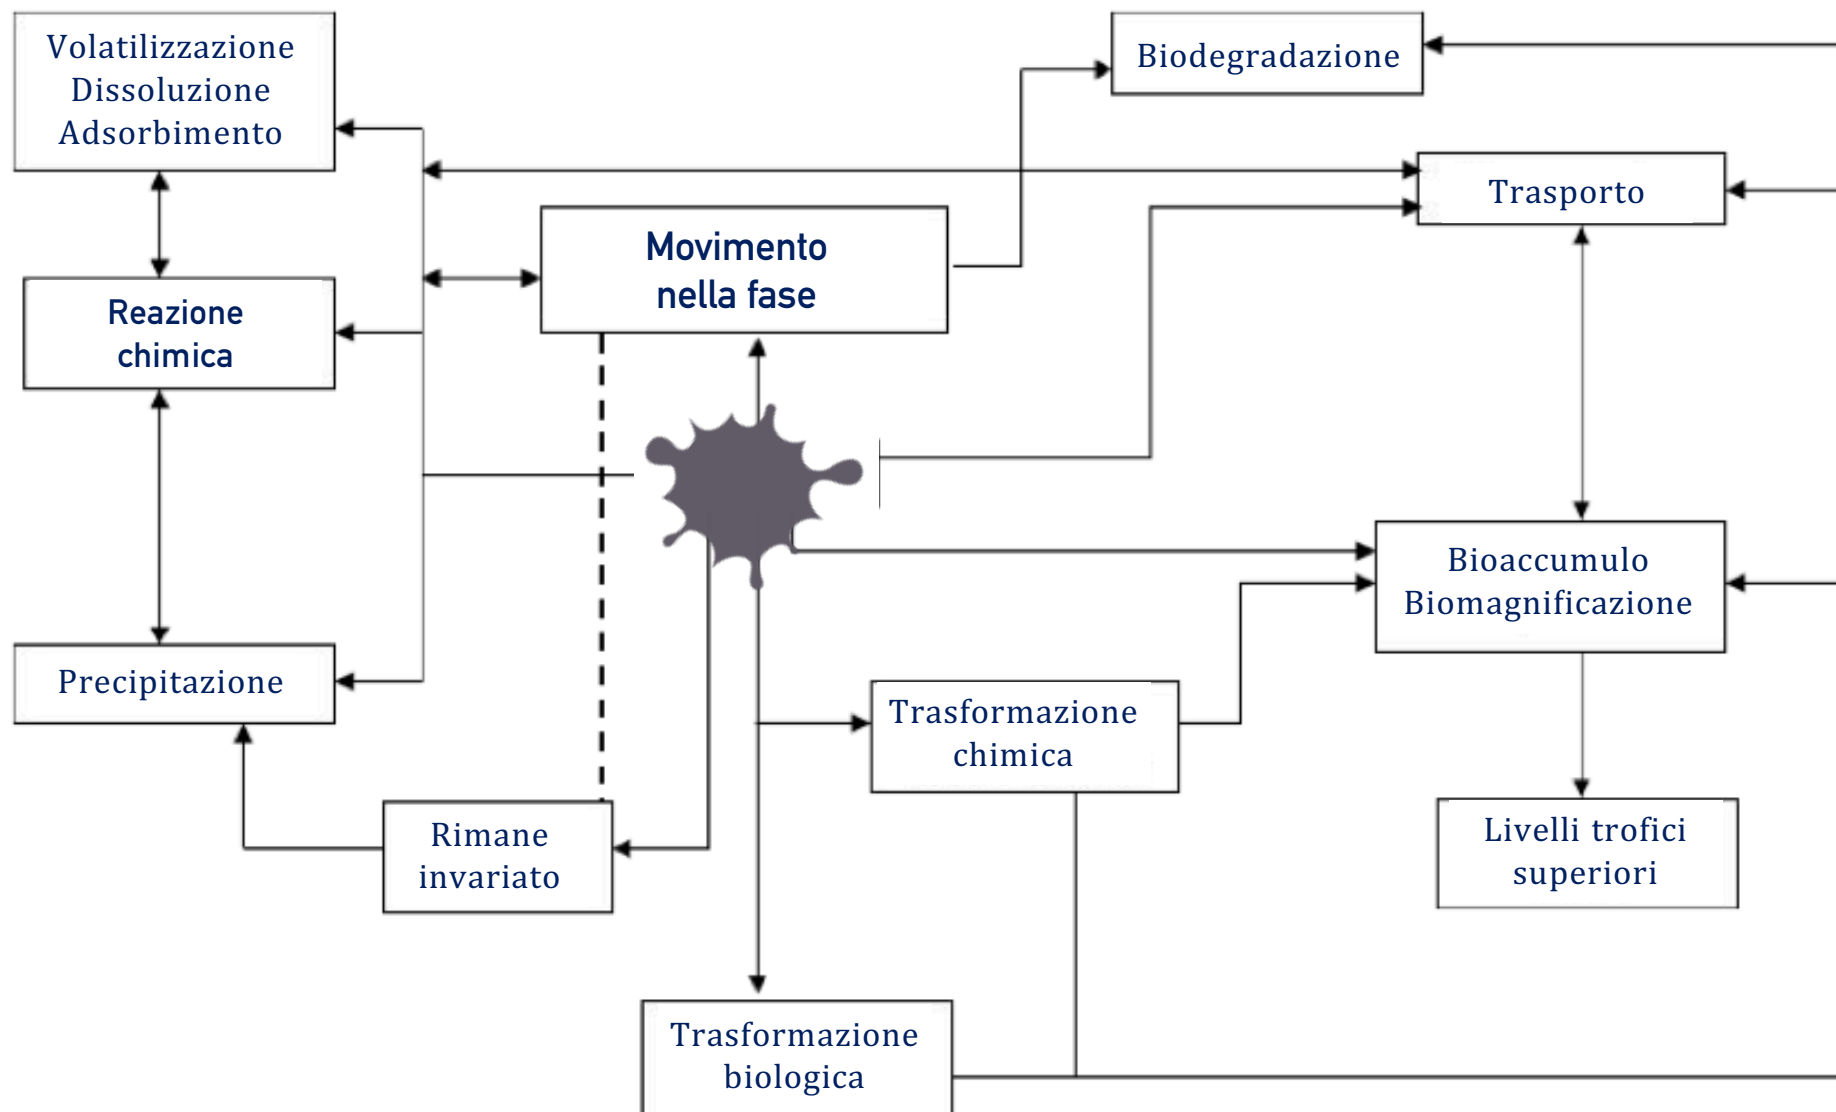 Volatilizzazione
Dissoluzione
Adsorbimento
Biodegradazione
Trasporto
Movimento
nella fase
Reazione
chimica
Bioaccumulo
Biomagnificazione
Precipitazione
Trasformazione
chimica
Rimane
invariato
Livelli trofici
superiori
Trasformazione
biologica